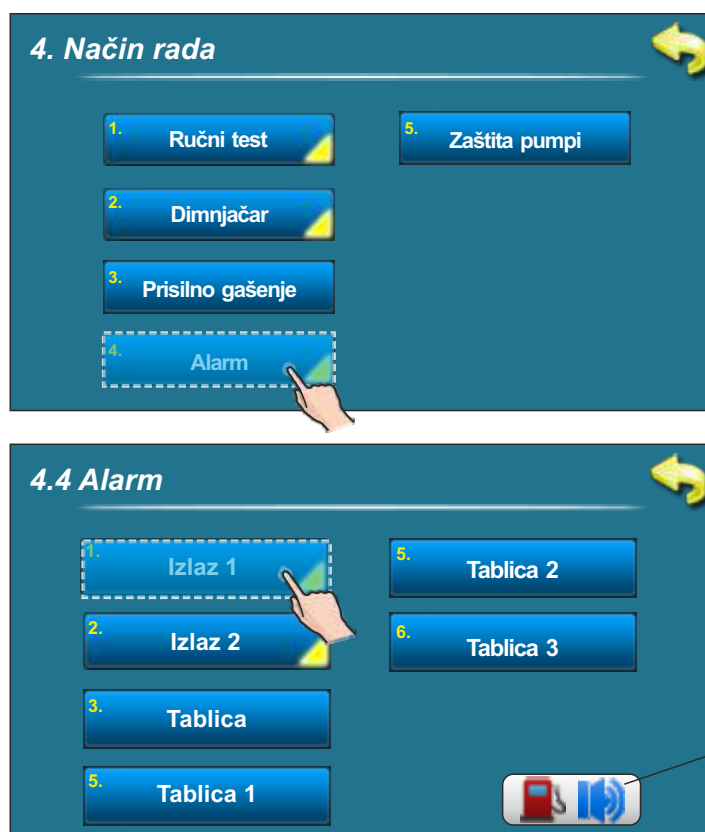 4. Način rada
1. Ručni test
2. Dimnjačar
3. Prisilno gašenje
4. Alarm
5. Zaštita pumpi
4.4 Alarm
1. Izlaz 1
2. Izlaz 2
3. Tablica
5. Tablica 1
5. Tablica 2
6. Tablica 3